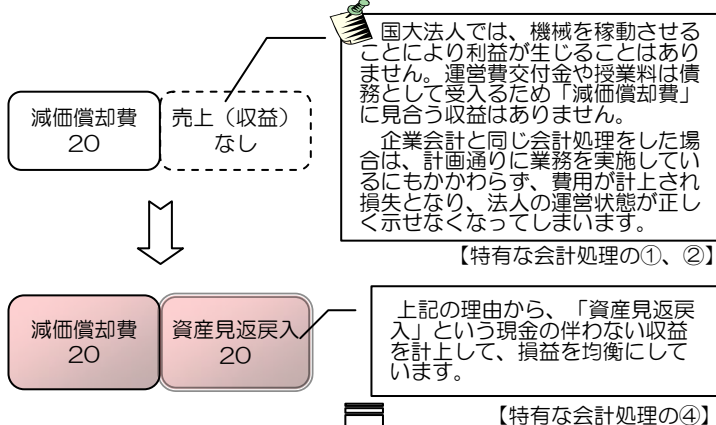 国大法人では、機械を稼動させる
ことにより利益が生じることはあり
ません。運営費交付金や授業料は債
務として受入るため「減価償却費」
に見合う収益はありません。
企業会計と同じ会計処理をした場
合は、計画通りに業務を実施してい
るにもかかわらず、費用が計上され
損失となり、法人の運営状態が正し
く示せなくなってしまいます。
減価償却費
20
売上（収益）
なし
【特有な会計処理の①、②】
減価償却費
20
資産見返戻入
20
上記の理由から、「資産見返戻
入」という現金の伴わない収益
を計上して、損益を均衡にして
います。
【特有な会計処理の④】